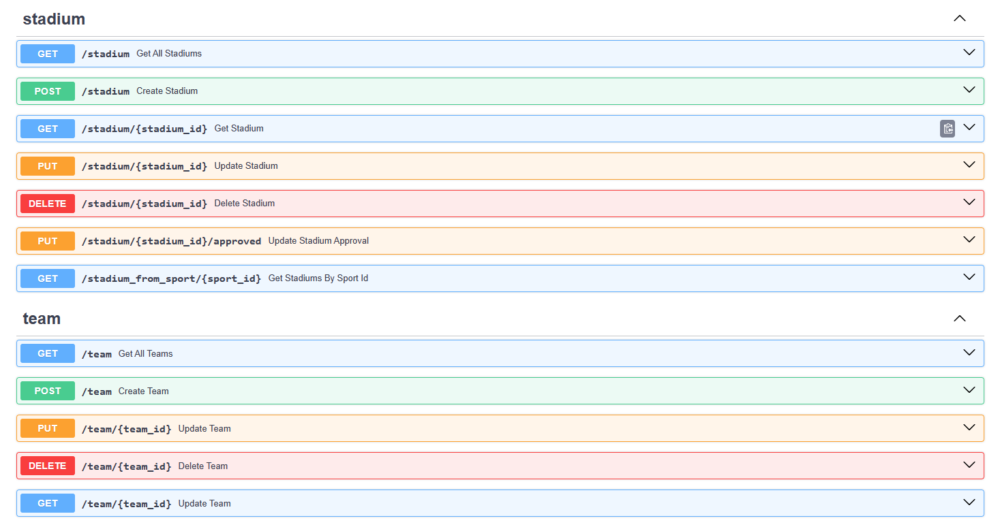 stadium
GET /stadium Get All Stadiums
POST /stadium Create Stadium
GET /stadium/{stadium_id} Get Stadium
PUT /stadium/{stadium_id} Update Stadium
DELETE /stadium/{stadium_id} Delete Stadium
PUT /stadium/{stadium_id}/approved Update Stadium Approval
GET /stadium_from_sport/{sport_id} Get Stadiums By Sport Id
team
GET /team Get All Teams
POST /team Create Team
PUT /team/{team_id} Update Team
DELETE /team/{team_id} Delete Team
GET /team/{team_id} Update Team